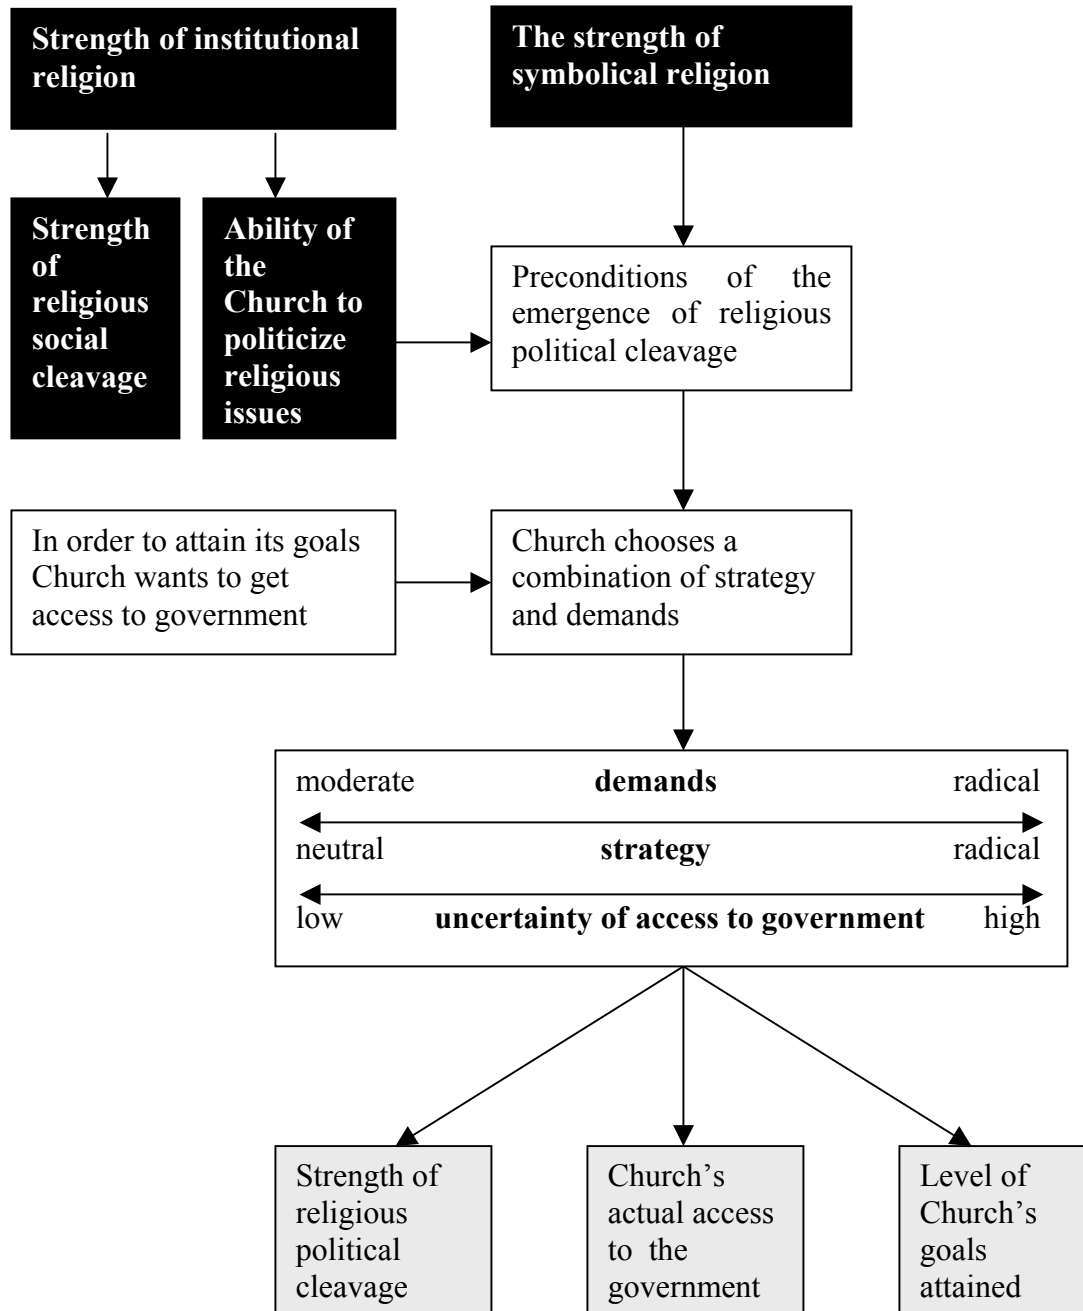 Strength of institutional
religion
The strength of
symbolical religion
Strength
of
religious
social
cleavage
Ability of
the
Church to
politicize
religious
issues
Preconditions of the
emergence of religious
political cleavage
In order to attain its goals
Church wants to get
access to government
Church chooses a
combination of strategy
and demands
moderate demands radical
neutral strategy radical
low uncertainty of access to government high
Strength of
religious
political
cleavage
Church’s
actual access
to the
government
Level of
Church’s
goals
attained